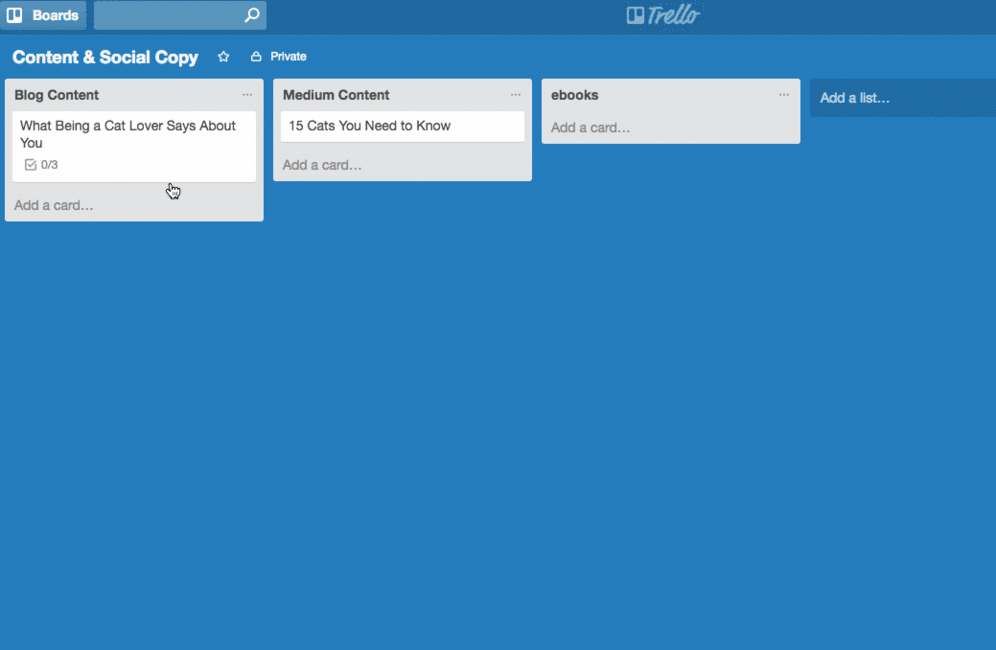 Boards
Trello
Content & Social Copy
Private
Blog Content
What Being a Cat Lover Says About
You
0/3
Add a card…
Medium Content
15 Cats You Need to Know
Add a card…
ebooks
Add a card…
Add a list…